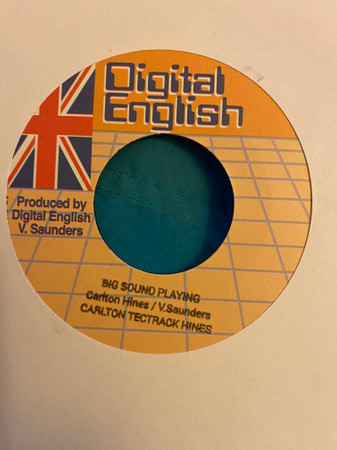 Digital
English
Produced by
Digital English
V. Saunders
BIG SOUND PLAYING
Carlton Hines / V.Saunders
CARLTON TECTRACK HINES